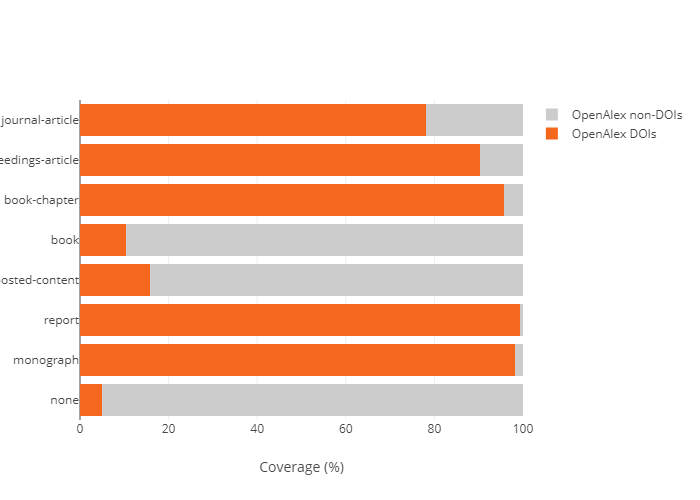 OpenAlex non-DOIs
OpenAlex DOIs
journal-article
eedings-article
book-chapter
book
osted-content
report
monograph
none
0 20 40 60 80 100
Coverage (%)